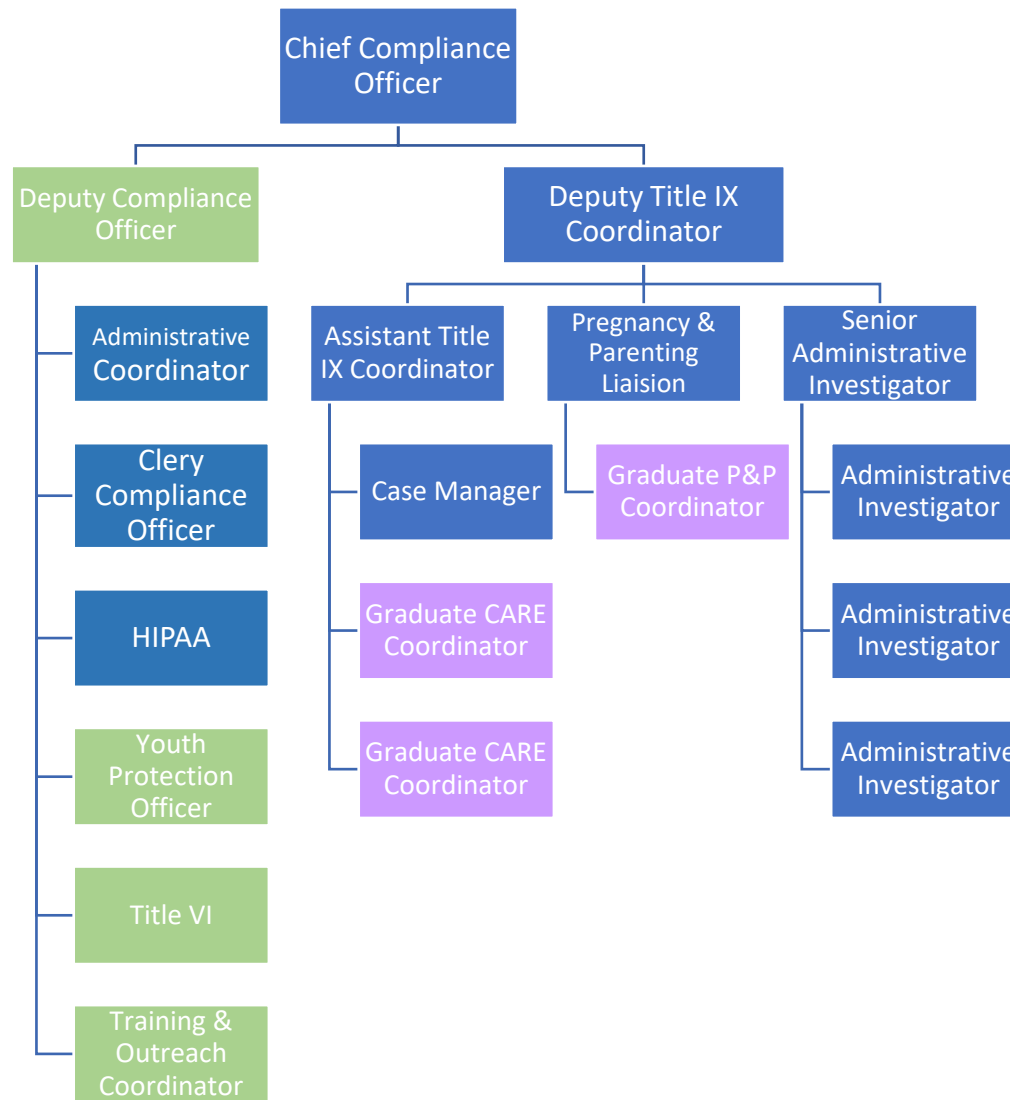 Chief Compliance
Officer
Deputy Compliance
Officer
Deputy Title IX
Coordinator
Administrative
Coordinator
Clery
Compliance
Officer
HIPAA
Youth
Protection
Officer
Title VI
Training &
Outreach
Coordinator
Assistant Title
IX Coordinator
Case Manager
Graduate CARE
Coordinator
Graduate CARE
Coordinator
Pregnancy &
Parenting
Liaision
Graduate P&P
Coordinator
Senior
Administrative
Investigator
Administrative
Investigator
Administrative
Investigator
Administrative
Investigator